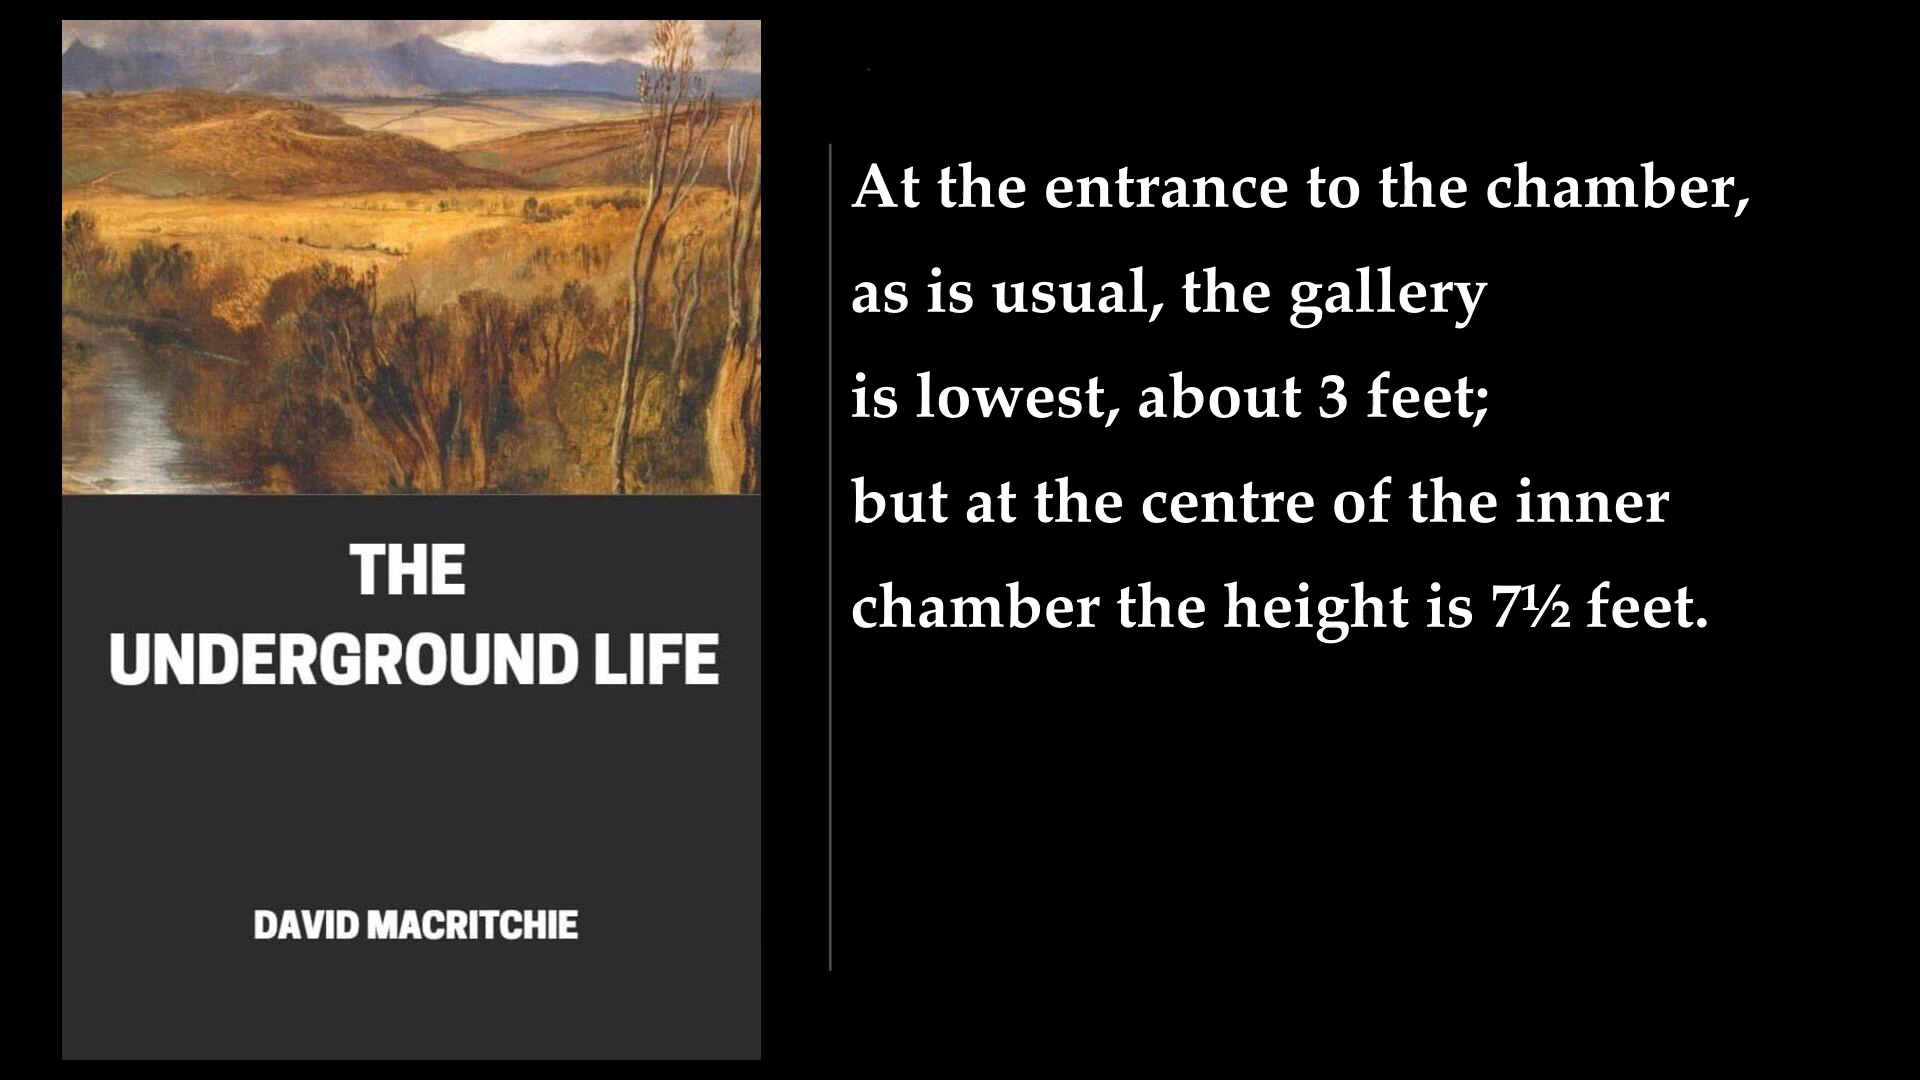 THE
UNDERGROUND LIFE
DAVID MACRITCHIE
At the entrance to the chamber,
as is usual, the gallery
is lowest, about 3 feet;
but at the centre of the inner
chamber the height is 7½ feet.